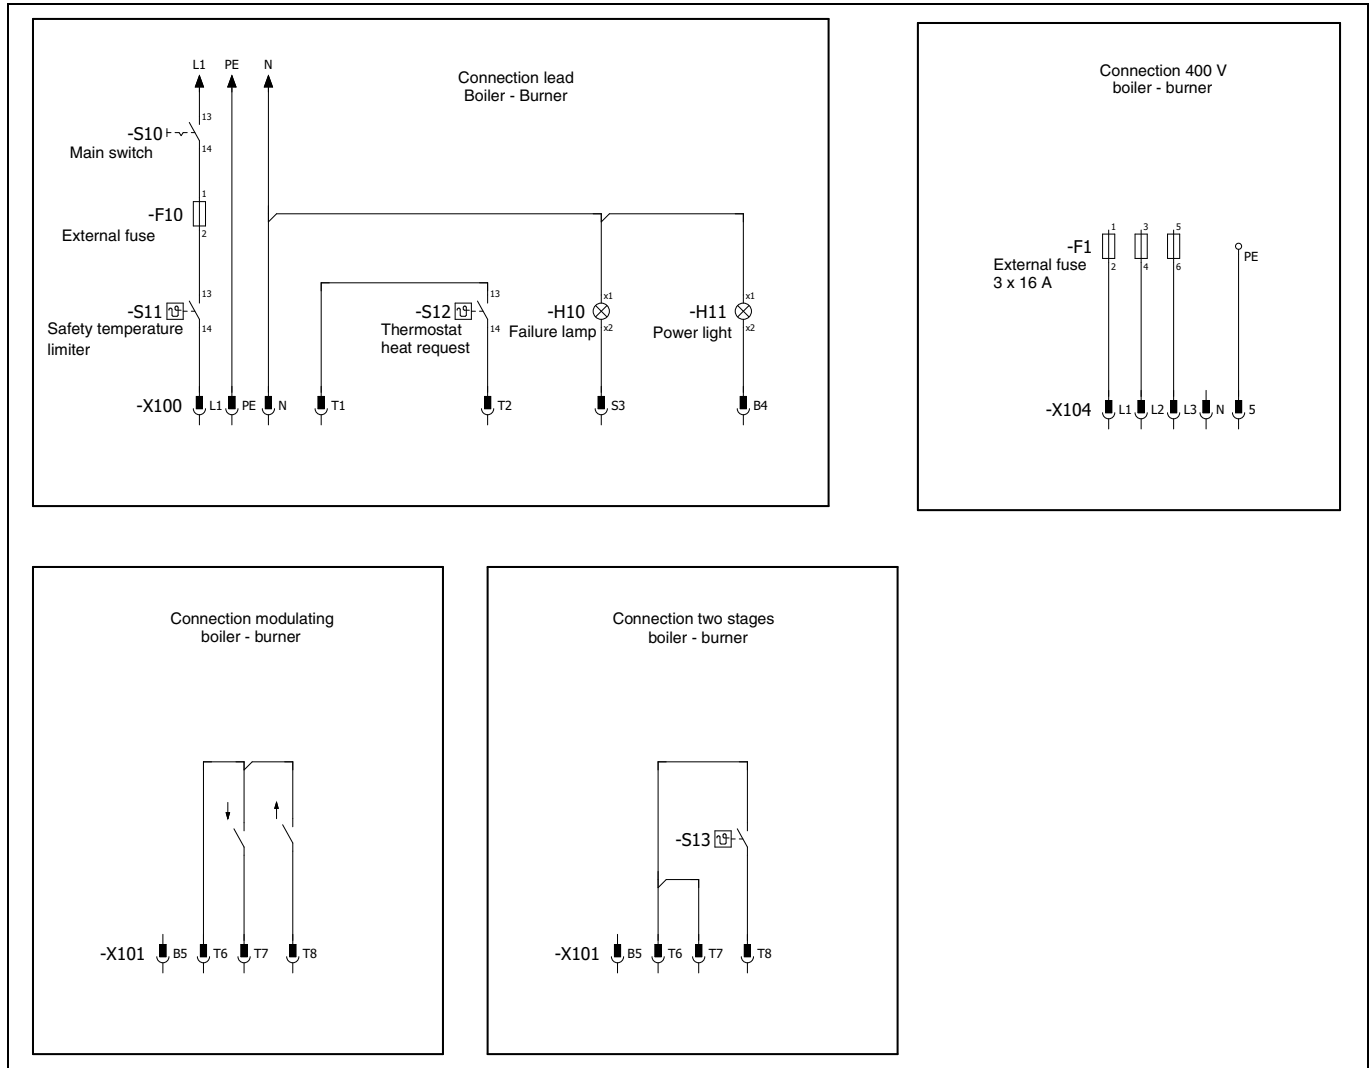 Connection lead
Boiler - Burner
L1 PE N
13
-S10
14
Main switch
1
-F10
2
External fuse
13
-S11
14
Safety temperature
limiter
13
-S12
14
Thermostat
heat request
x1
-H10
x2
Failure lamp
x1
-H11
x2
Power light
-X100 L1 PE N T1 T2 S3 B4
Connection 400 V
boiler - burner
1 3 5
-F1
2 4 6
External fuse
3 x 16 A
PE
-X104 L1 L2 L3 N 5
Connection modulating
boiler - burner
-X101 B5 T6 T7 T8
Connection two stages
boiler - burner
-S13
-X101 B5 T6 T7 T8